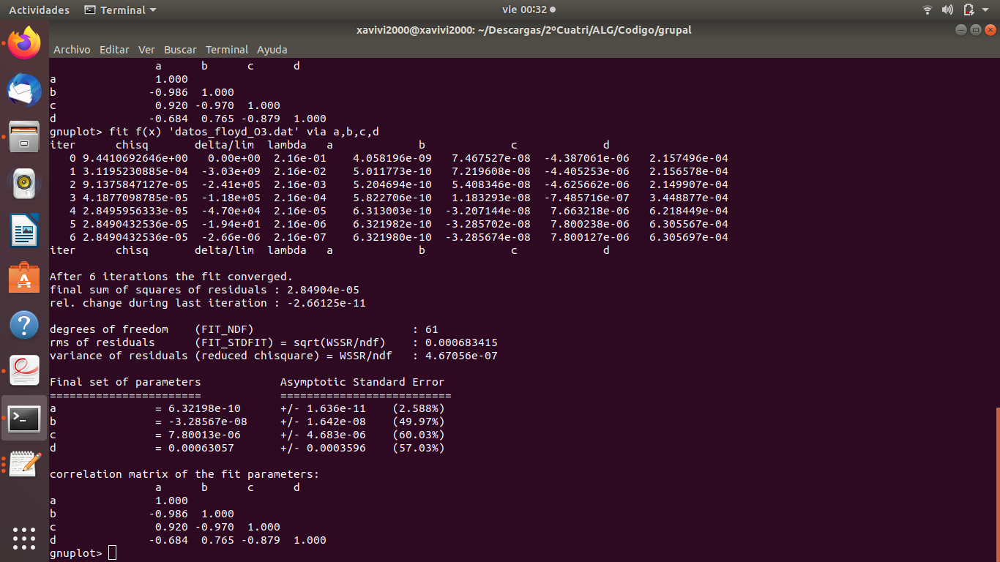 Actividades Terminal vie 00:32
xavivi2000@xavivi2000: ~/Descargas/2ºCuatri/ALG/Codigo/grupal
Archivo Editar Ver Buscar Terminal Ayuda
a b c d
a 1.000
b -0.986 1.000
c 0.920 -0.970 1.000
d -0.684 0.765 -0.879 1.000
gnuplot> fit f(x) 'datos_floyd_O3.dat' via a,b,c,d
iter chisq delta/lim lambda a b c d
0 9.4410692646e+00 0.00e+00 2.16e-01 4.058196e-09 7.467527e-08 -4.387061e-06 2.157496e-04
1 3.1195230885e-04 -3.03e+09 2.16e-02 5.011773e-10 7.219608e-08 -4.405253e-06 2.156578e-04
2 9.1375847127e-05 -2.41e+05 2.16e-03 5.204694e-10 5.408346e-08 -4.625662e-06 2.149907e-04
3 4.1877098785e-05 -1.18e+05 2.16e-04 5.822706e-10 1.183293e-08 -7.485716e-07 3.448877e-04
4 2.8495956333e-05 -4.70e+04 2.16e-05 6.313003e-10 -3.207144e-08 7.663218e-06 6.218449e-04
5 2.8490432536e-05 -1.94e+01 2.16e-06 6.321982e-10 -3.285702e-08 7.800238e-06 6.305567e-04
6 2.8490432536e-05 -2.66e-06 2.16e-07 6.321980e-10 -3.285674e-08 7.800127e-06 6.305697e-04
iter chisq delta/lim lambda a b c d
After 6 iterations the fit converged.
final sum of squares of residuals : 2.84904e-05
rel. change during last iteration : -2.66125e-11
degrees of freedom (FIT_NDF) : 61
rms of residuals (FIT_STDFIT) = sqrt(WSSR/ndf) : 0.000683415
variance of residuals (reduced chisquare) = WSSR/ndf : 4.67056e-07
Final set of parameters Asymptotic Standard Error
======================= ==========================
a = 6.32198e-10 +/- 1.636e-11 (2.588%)
b = -3.28567e-08 +/- 1.642e-08 (49.97%)
c = 7.80013e-06 +/- 4.683e-06 (60.03%)
d = 0.00063057 +/- 0.0003596 (57.03%)
correlation matrix of the fit parameters:
a b c d
a 1.000
b -0.986 1.000
c 0.920 -0.970 1.000
d -0.684 0.765 -0.879 1.000
gnuplot>